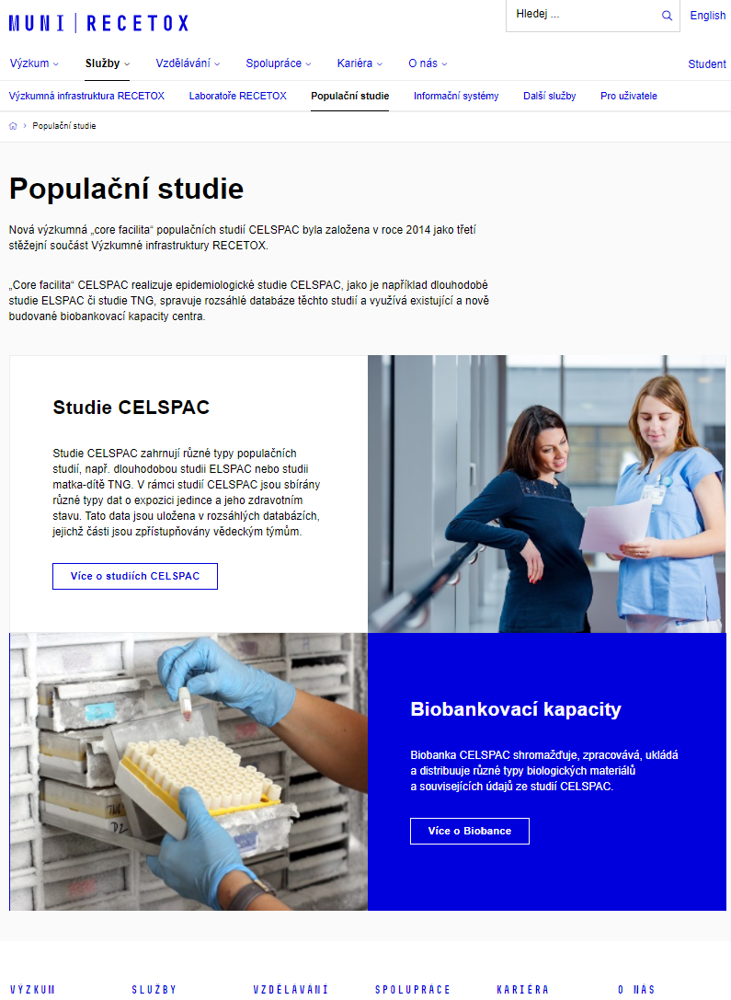 MUNI | RECETOX
Hledej ...
English
Výzkum
Služby
Vzdělávání
Spolupráce
Kariéra
O nás
Student
Výzkumná infrastruktura RECETOX
Laboratoře RECETOX
Populační studie
Informační systémy
Další služby
Pro uživatele
Populační studie
Populační studie
Nová výzkumná „core facilita“ populačních studií CELSPAC byla založena v roce 2014 jako třetí
stěžejní součást Výzkumné infrastruktury RECETOX.
„Core facilita“ CELSPAC realizuje epidemiologické studie CELSPAC, jako je například dlouhodobé
studie ELSPAC či studie TNG, spravuje rozsáhlé databáze těchto studií a využívá existující a nově
budované biobankovací kapacity centra.
Studie CELSPAC
Studie CELSPAC zahrnují různé typy populačních
studií, např. dlouhodobou studii ELSPAC nebo studii
matka-dítě TNG. V rámci studií CELSPAC jsou sbírány
různé typy dat o expozici jedince a jeho zdravotním
stavu. Tato data jsou uložena v rozsáhlých databázích,
jejichž části jsou zpřístupňovány vědeckým týmům.
Více o studiích CELSPAC
Biobankovací kapacity
Biobanka CELSPAC shromažďuje, zpracovává, ukládá
a distribuuje různé typy biologických materiálů
a souvisejících údajů ze studií CELSPAC.
Více o Biobance
VÝZKUM
SLUŽBY
VZDĚLÁVÁNÍ
SPOLUPRÁCE
KARIÉRA
O NÁS